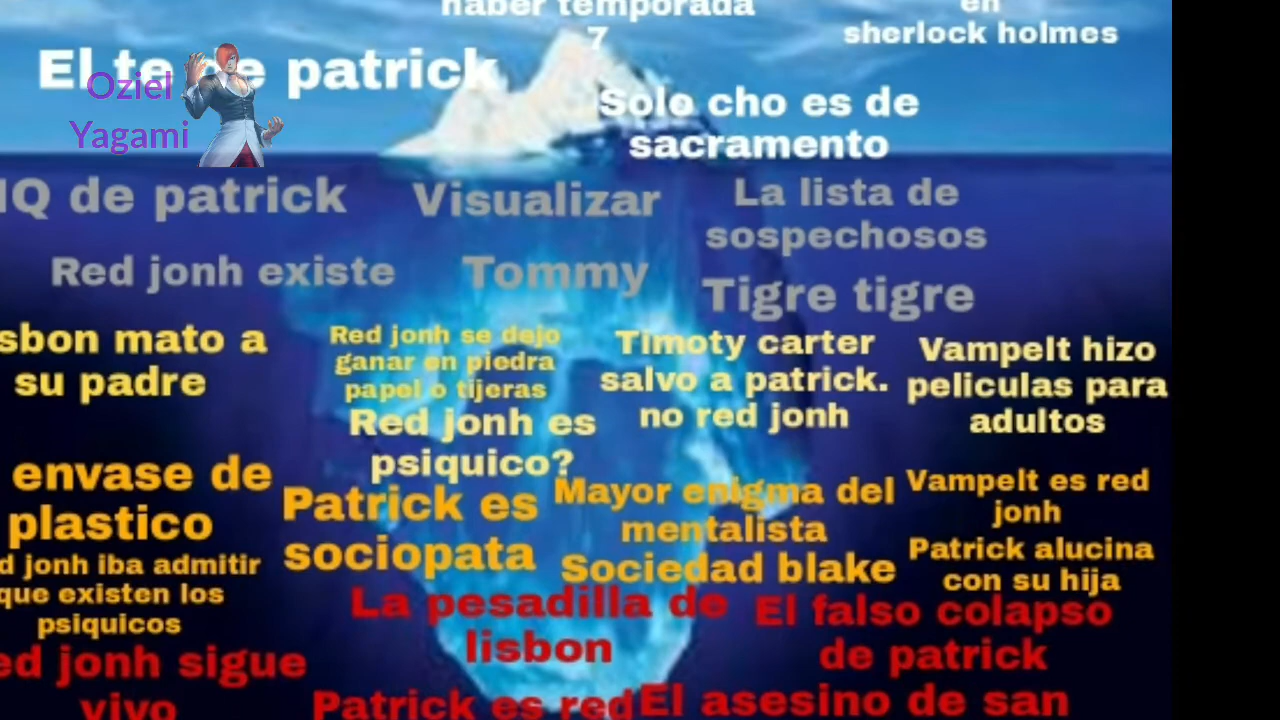 haber temporada
7
en
sherlock holmes
El te de patrick
Oziel
Yagami
Solo cho es de
sacramento
IQ de patrick
Visualizar
La lista de
sospechosos
Red jonh existe
Tommy
Tigre tigre
sbon mato a
su padre
Red jonh se dejo
ganar en piedra
papel o tijeras
Timoty carter
salvo a patrick.
no red jonh
Vampelt hizo
peliculas para
adultos
Red jonh es
psiquico?
envase de
plastico
Patrick es
sociopata
Mayor enigma del
mentalista
Vampelt es red
jonh
d jonh iba admitir
que existen los
psiquicos
Sociedad blake
Patrick alucina
con su hija
La pesadilla de
lisbon
El falso colapso
de patrick
ed jonh sigue
vivo
Patrick es red
El asesino de san